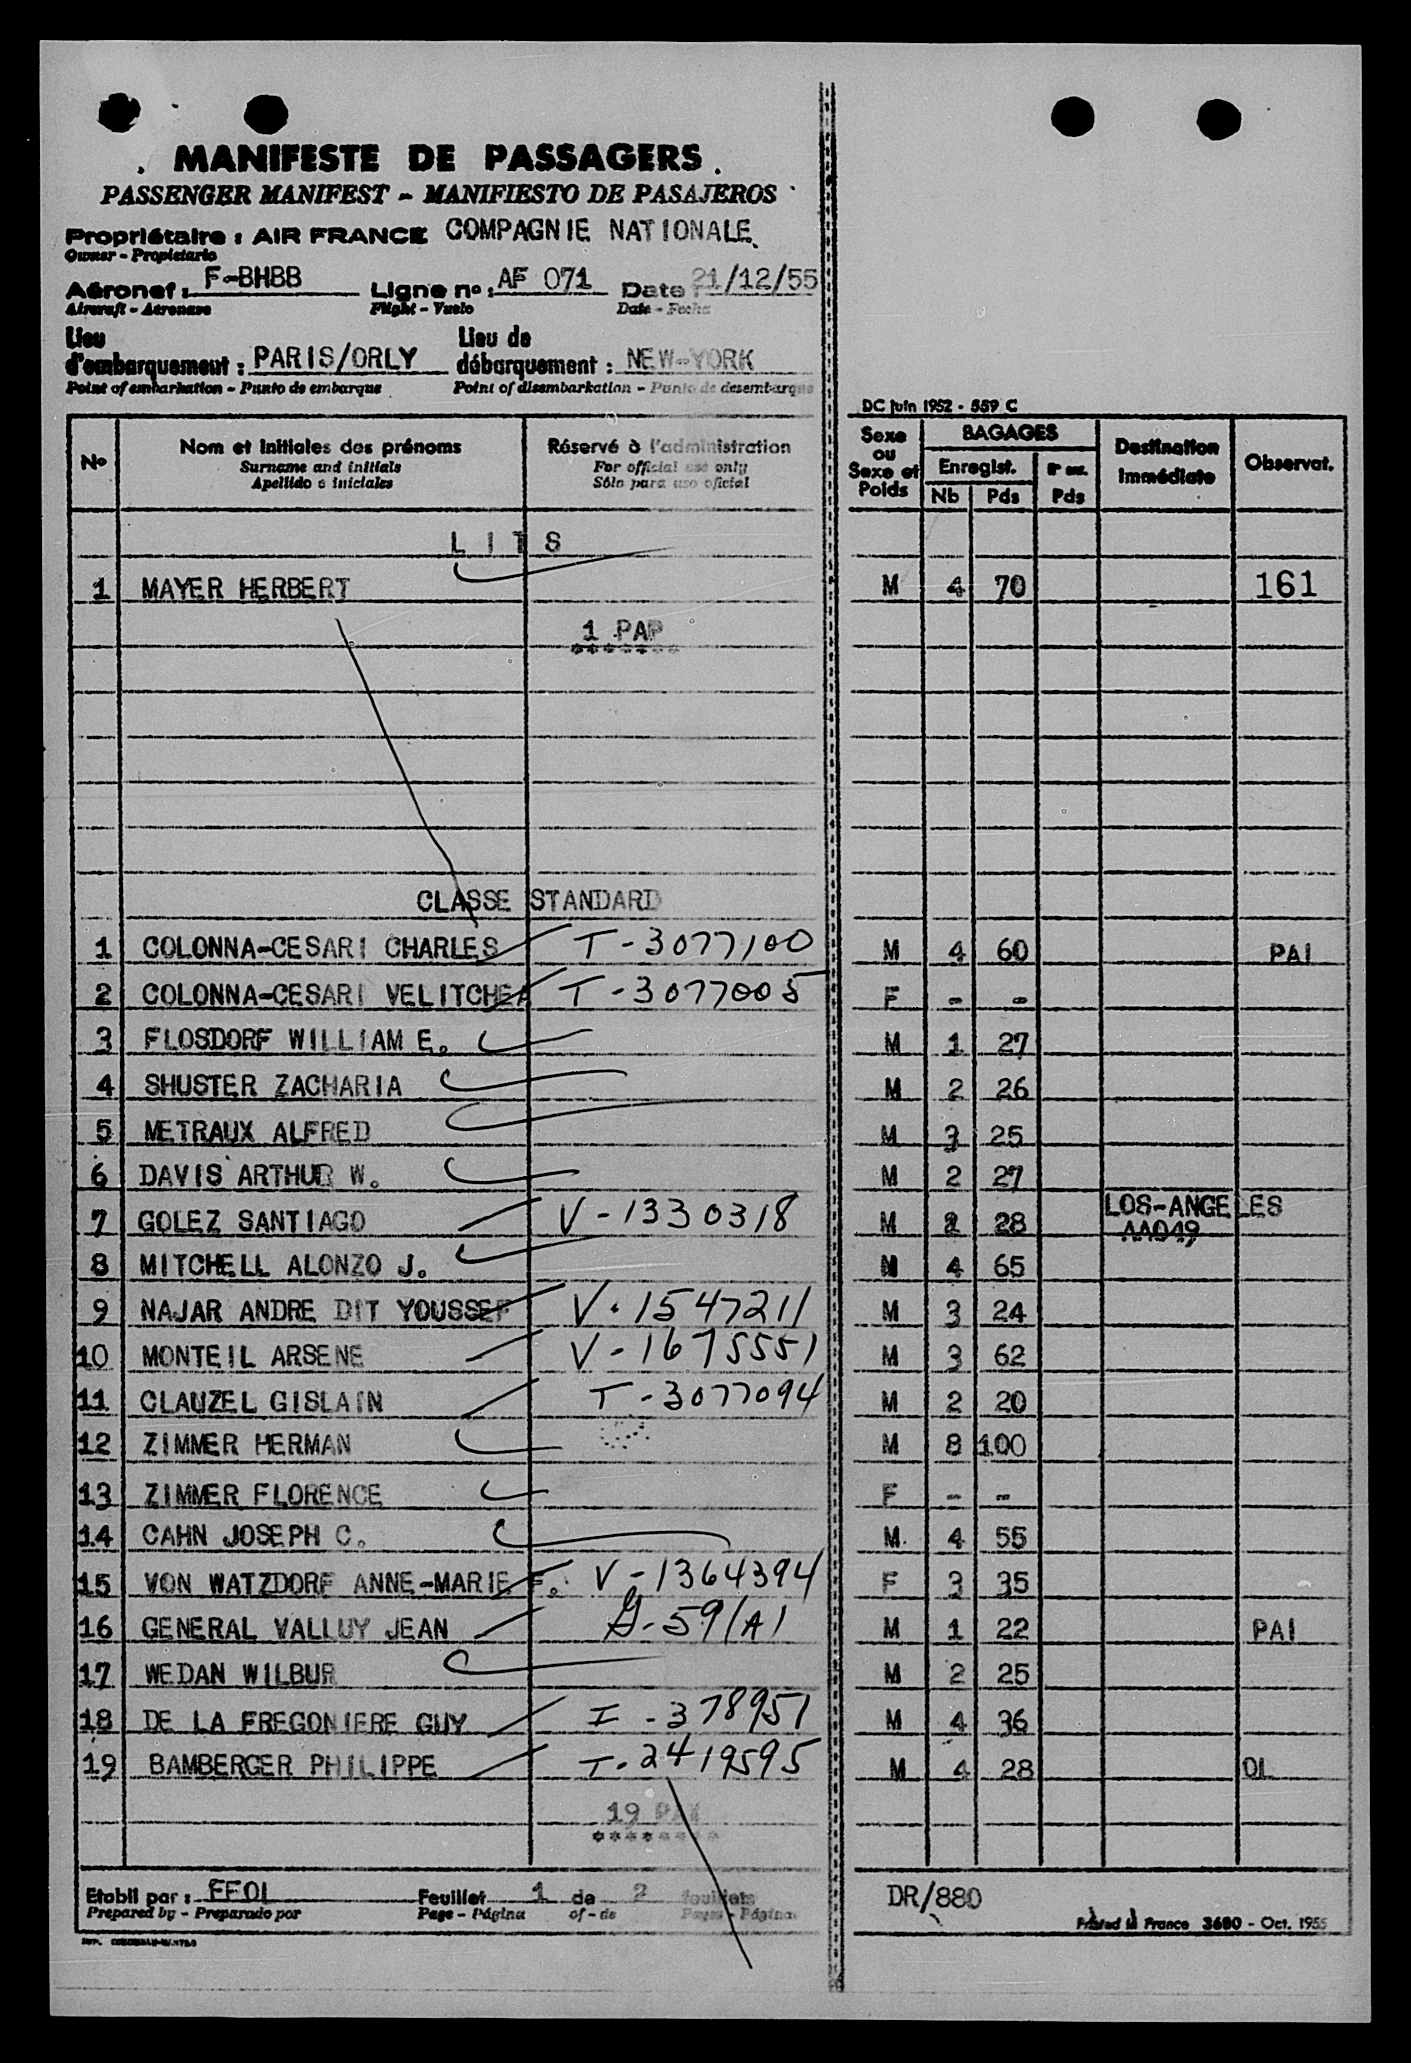 MANIFESTE DE PASSAGERS
PASSENGER MANIFEST - MANIFIESTO DE PASAJEROS
Propriétaire : AIR FRANCE COMPAGNIE NATIONALE
Owner - Propietario
Aéronef : F-BHBB Ligne no : AF 071 Date : 21/12/55
Aircraft - Aeronave Flight - Vuelo Date - Fecha
Lieu d'embarquement : PARIS/ORLY Lieu de débarquement : NEW-YORK
Point of embarkation - Punto de embarque Point of disembarkation - Punto de desembarque
DC Juin 1952 - 559 C
No Nom et initiales des prénoms Réservé à l'administration Sexe ou Sexe et Poids BAGAGES Destination Immédiate Observat.
Surname and initials For official use only Enregist. Nb Pds Pds
Apellido e iniciales Sólo para uso oficial
LITS
1 MAYER HERBERT M 4 70 161
1 PAP
*******
CLASSE STANDARD
1 COLONNA-CESARI CHARLES T-3077100 M 4 60 PAI
2 COLONNA-CESARI VELITCHEA T-3077005 F - -
3 FLOSDORF WILLIAM E. M 1 27
4 SHUSTER ZACHARIA M 2 26
5 METRAUX ALFRED M 3 25
6 DAVIS ARTHUR W. M 2 27
7 GOLEZ SANTIAGO V-1330318 M 2 28 LOS-ANGELES AA049
8 MITCHELL ALONZO J. M 4 65
9 NAJAR ANDRE DIT YOUSSEF V-1547211 M 3 24
10 MONTEIL ARSENE V-1675551 M 3 62
11 CLAUZEL GISLAIN T-3077094 M 2 20
12 ZIMMER HERMAN M 8 100
13 ZIMMER FLORENCE F - -
14 CAHN JOSEPH C. M 4 55
15 VON WATZDORF ANNE-MARIE F. V-1364394 F 3 35
16 GENERAL VALLUY JEAN G-59/A1 M 1 22 PAI
17 WEDAN WILBUR M 2 25
18 DE LA FREGONIERE GUY I-378951 M 4 36
19 BAMBERGER PHILIPPE T-2419595 M 4 28 OL
19 PAX
********
Etabli par : FFOL Feuillet 1 de 2 feuillets DR/880
Prepared by - Preparado por Page - Página of - de Pages - Páginas
Printed in France 3680 - Oct. 1955